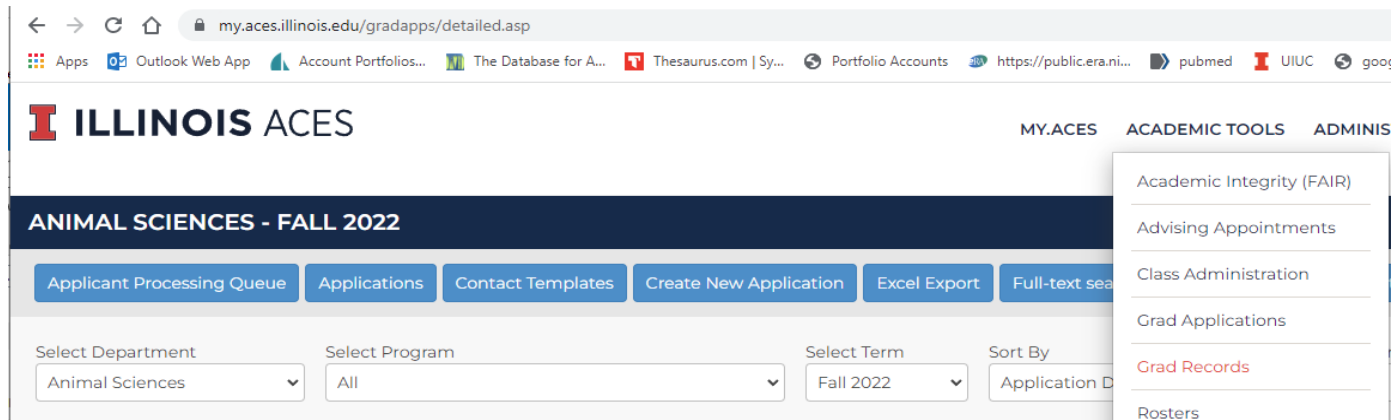 my.aces.illinois.edu/gradapps/detailed.asp
Apps Outlook Web App Account Portfolios... The Database for A... Thesaurus.com | Sy... Portfolio Accounts https://public.era.ni... pubmed UIUC goog
I ILLINOIS ACES
MY.ACES ACADEMIC TOOLS ADMINIS
Academic Integrity (FAIR)
Advising Appointments
Class Administration
Grad Applications
Grad Records
Rosters
ANIMAL SCIENCES - FALL 2022
Applicant Processing Queue Applications Contact Templates Create New Application Excel Export Full-text sea
Select Department Select Program Select Term Sort By
Animal Sciences All Fall 2022 Application D